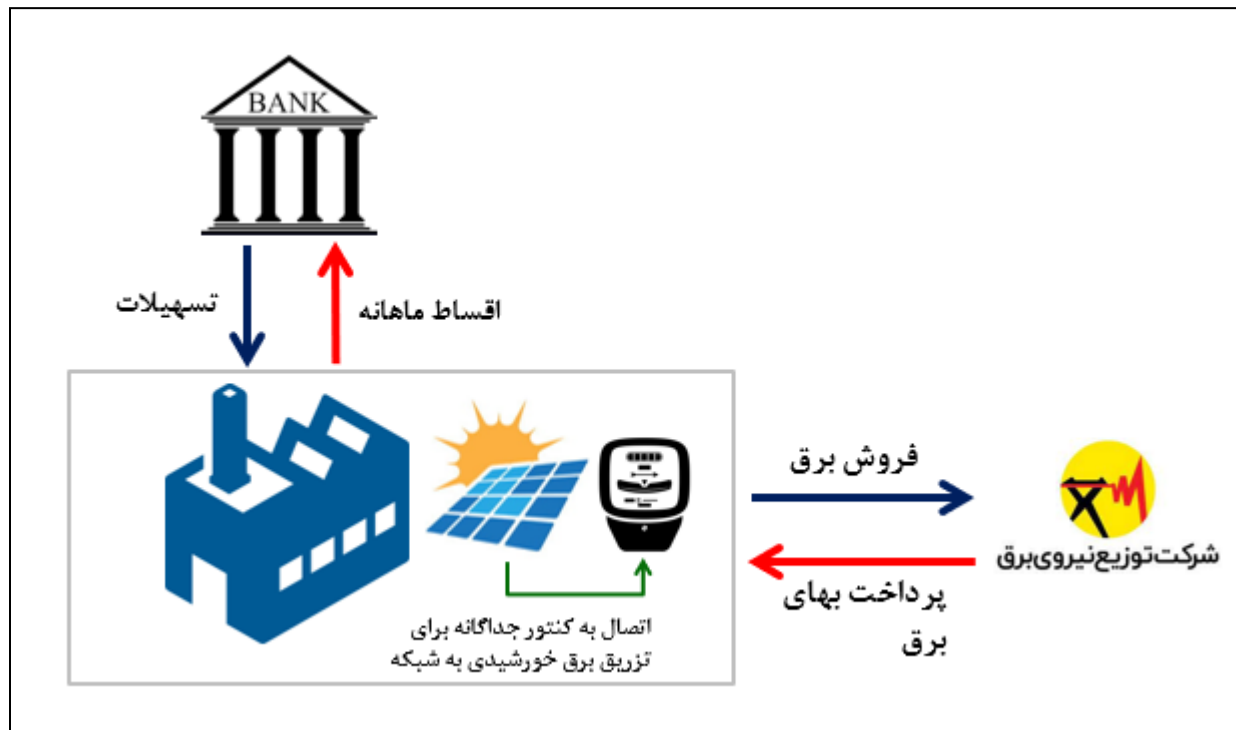 BANK
تسهیلات
اقساط ماهانه
فروش برق
شرکت توزیع نیروی برق
پرداخت بهای
برق
اتصال به کنتور جداگانه برای
تزریق برق خورشیدی به شبکه